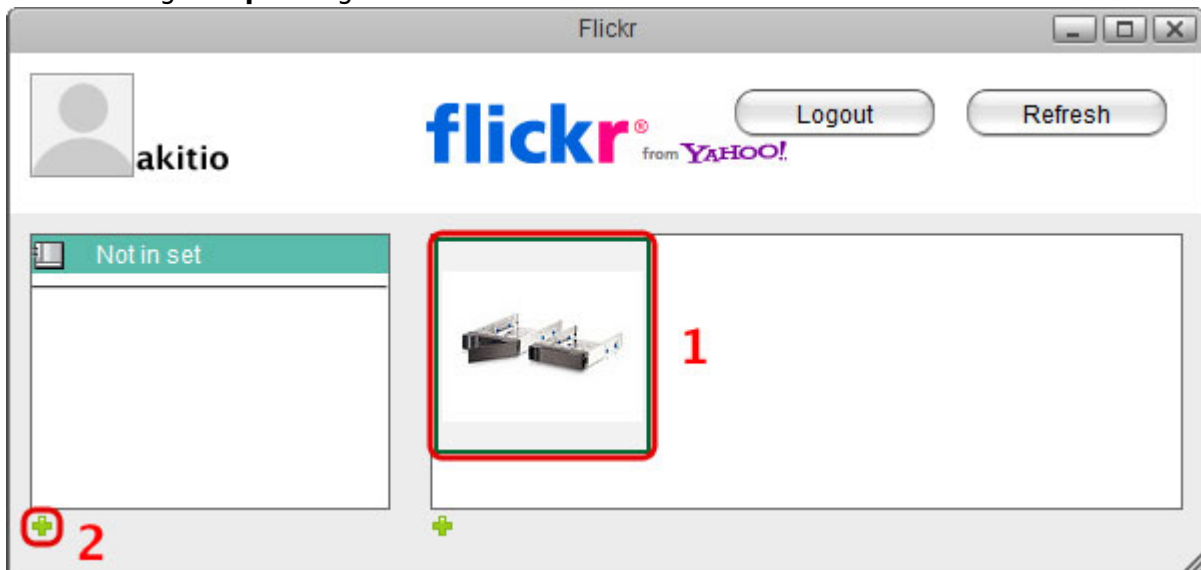 Flickr
akitio
flickr® from YAHOO!
Logout
Refresh
Not in set
1
2